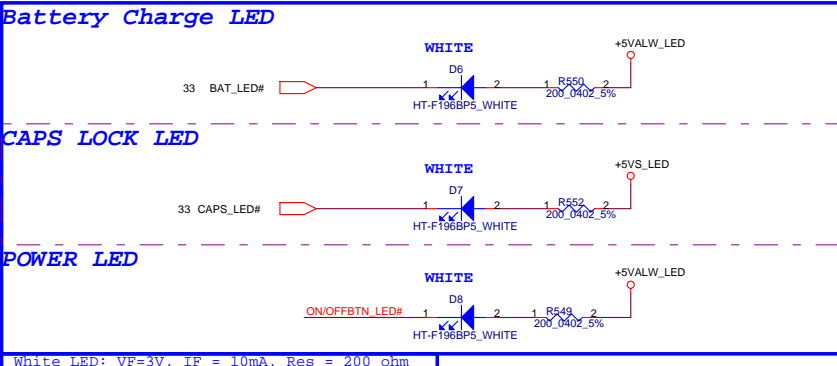 Battery Charge LED
WHITE
+5VALW_LED
D6
33 BAT_LED#
1
2
1
R550
2
200_0402_5%
HT-F196BP5_WHITE
CAPS LOCK LED
WHITE
+5VS_LED
D7
33 CAPS_LED#
1
2
1
R552
2
200_0402_5%
HT-F196BP5_WHITE
POWER LED
WHITE
+5VALW_LED
D8
ON/OFFBTN_LED#
1
2
1
R549
2
200_0402_5%
HT-F196BP5_WHITE
White LED: VF=3V, IF = 10mA, Res = 200 ohm